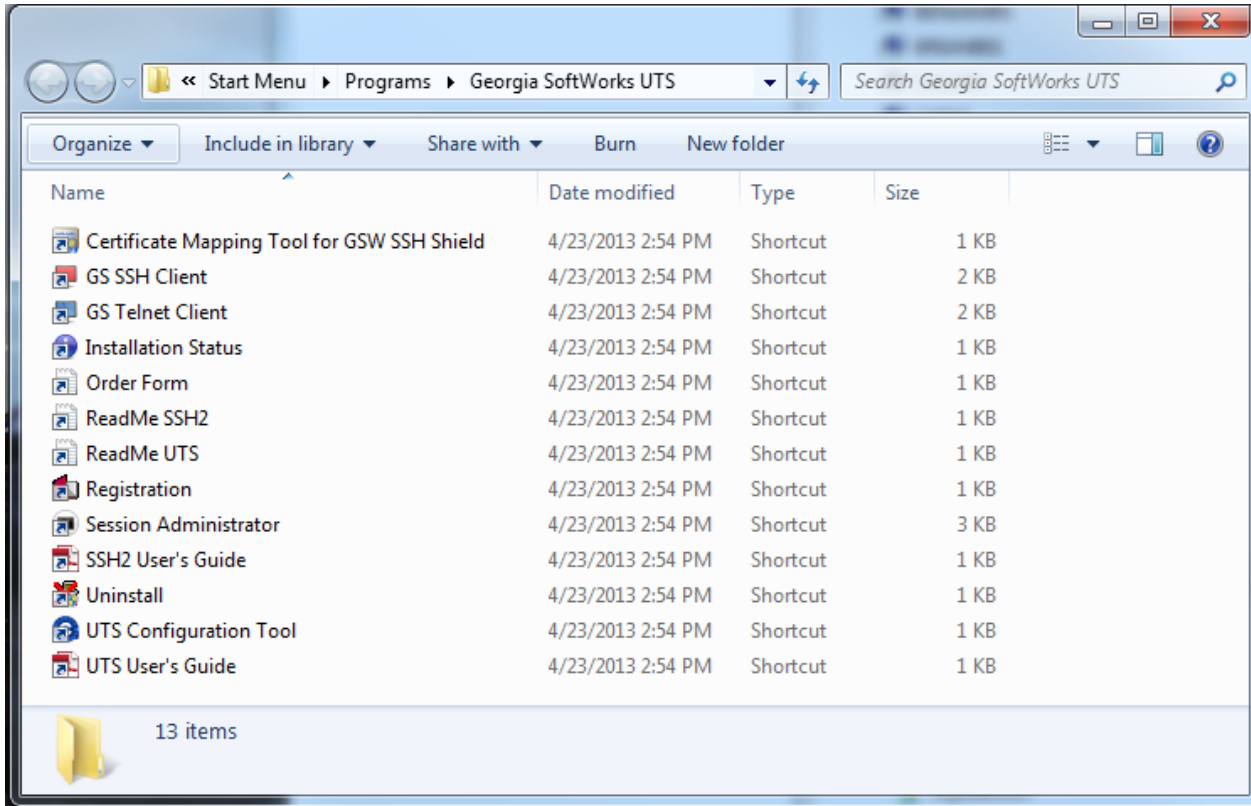 « Start Menu ▸ Programs ▸ Georgia SoftWorks UTS
Search Georgia SoftWorks UTS
Organize Include in library Share with Burn New folder
Name Date modified Type Size
Certificate Mapping Tool for GSW SSH Shield 4/23/2013 2:54 PM Shortcut 1 KB
GS SSH Client 4/23/2013 2:54 PM Shortcut 2 KB
GS Telnet Client 4/23/2013 2:54 PM Shortcut 2 KB
Installation Status 4/23/2013 2:54 PM Shortcut 1 KB
Order Form 4/23/2013 2:54 PM Shortcut 1 KB
ReadMe SSH2 4/23/2013 2:54 PM Shortcut 1 KB
ReadMe UTS 4/23/2013 2:54 PM Shortcut 1 KB
Registration 4/23/2013 2:54 PM Shortcut 1 KB
Session Administrator 4/23/2013 2:54 PM Shortcut 3 KB
SSH2 User's Guide 4/23/2013 2:54 PM Shortcut 1 KB
Uninstall 4/23/2013 2:54 PM Shortcut 1 KB
UTS Configuration Tool 4/23/2013 2:54 PM Shortcut 1 KB
UTS User's Guide 4/23/2013 2:54 PM Shortcut 1 KB
13 items